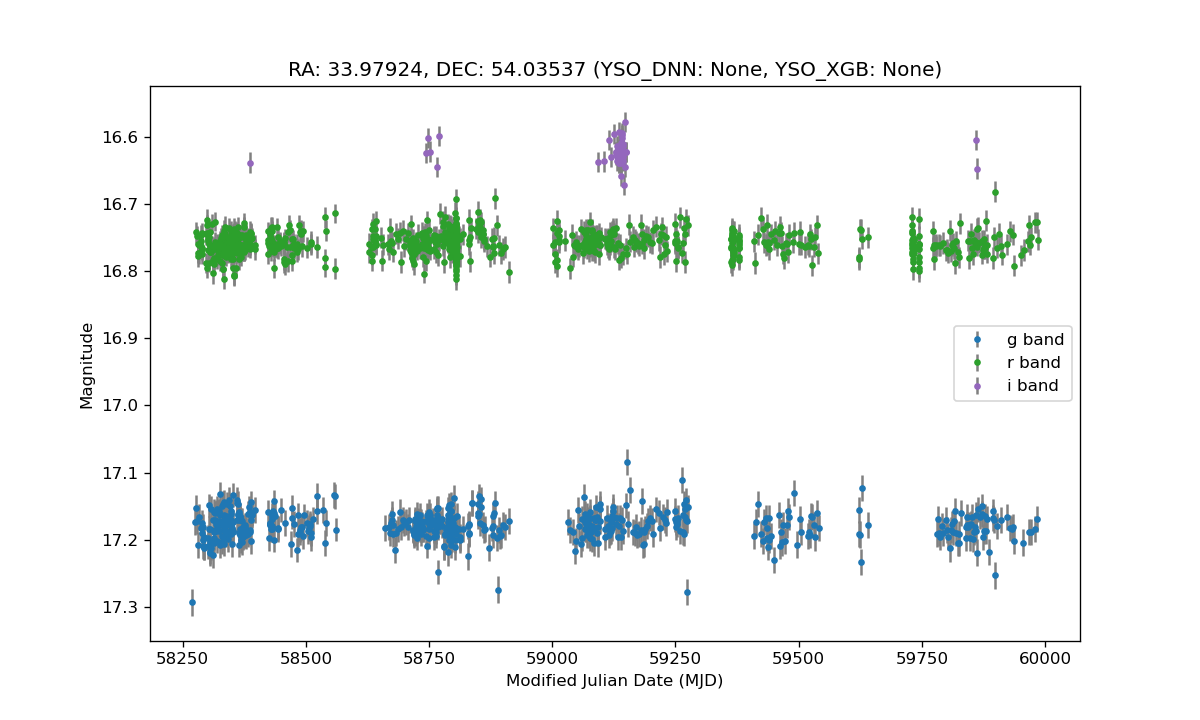 RA: 33.97924, DEC: 54.03537 (YSO_DNN: None, YSO_XGB: None)
16.6
16.7
16.8
16.9
17.0
17.1
17.2
17.3
Magnitude
g band
r band
i band
58250 58500 58750 59000 59250 59500 59750 60000
Modified Julian Date (MJD)